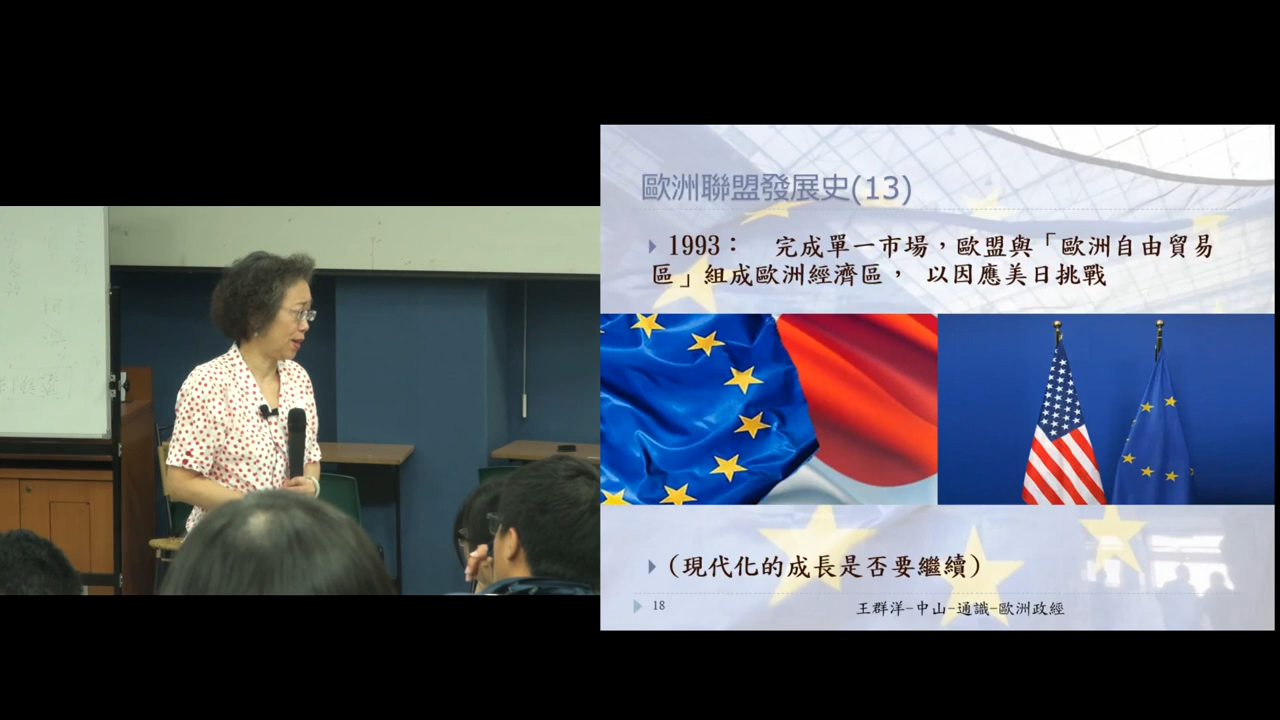 歐洲聯盟發展史(13)
1993： 完成單一市場，歐盟與「歐洲自由貿易
區」組成歐洲經濟區， 以因應美日挑戰
(現代化的成長是否要繼續)
18
王群洋-中山-通識-歐洲政經